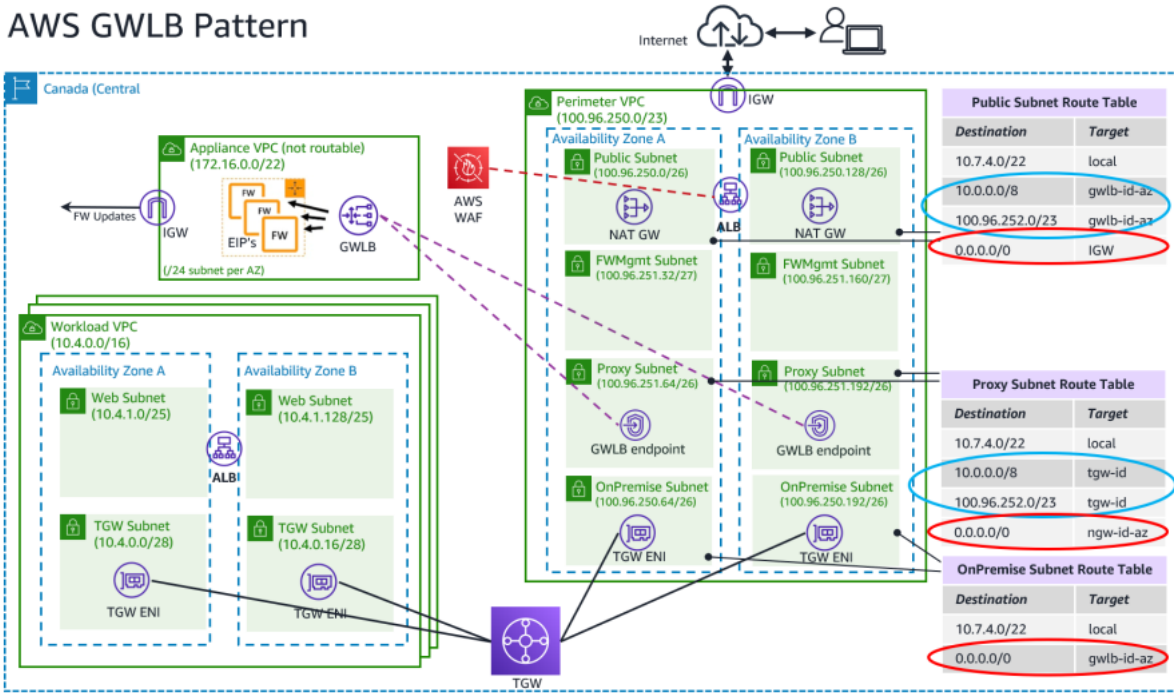 AWS GWLB Pattern
Internet
Canada (Central
IGW
Appliance VPC (not routable)
(172.16.0.0/22)
FW
FW
FW
EIP's
GWLB
(/24 subnet per AZ)
IGW
FW Updates
AWS
WAF
Perimeter VPC
(100.96.250.0/23)
Availability Zone A
Public Subnet
(100.96.250.0/26)
NAT GW
FWMgmt Subnet
(100.96.251.32/27)
Proxy Subnet
(100.96.251.64/26)
GWLB endpoint
OnPremise Subnet
(100.96.250.64/26)
TGW ENI
ALB
Availability Zone B
Public Subnet
(100.96.250.128/26)
NAT GW
FWMgmt Subnet
(100.96.251.160/27)
Proxy Subnet
(100.96.251.192/26)
GWLB endpoint
OnPremise Subnet
(100.96.250.192/26)
TGW ENI
Workload VPC
(10.4.0.0/16)
Availability Zone A
Web Subnet
(10.4.1.0/25)
TGW Subnet
(10.4.0.0/28)
TGW ENI
ALB
Availability Zone B
Web Subnet
(10.4.1.128/25)
TGW Subnet
(10.4.0.16/28)
TGW ENI
TGW
Public Subnet Route Table
Destination Target
10.7.4.0/22 local
10.0.0.0/8 gwlb-id-az
100.96.252.0/23 gwlb-id-az
0.0.0.0/0 IGW
Proxy Subnet Route Table
Destination Target
10.7.4.0/22 local
10.0.0.0/8 tgw-id
100.96.252.0/23 tgw-id
0.0.0.0/0 ngw-id-az
OnPremise Subnet Route Table
Destination Target
10.7.4.0/22 local
0.0.0.0/0 gwlb-id-az